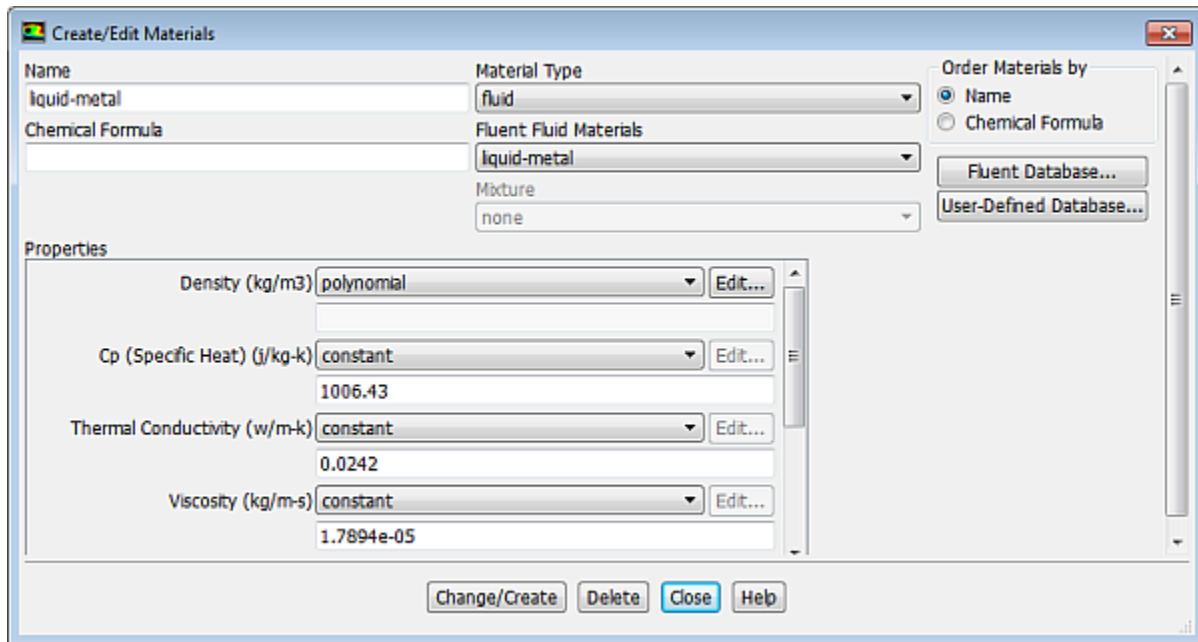 Create/Edit Materials
Name
liquid-metal
Chemical Formula
Material Type
fluid
Fluent Fluid Materials
liquid-metal
Mixture
none
Order Materials by
Name
Chemical Formula
Fluent Database...
User-Defined Database...
Properties
Density (kg/m3) polynomial Edit...
Cp (Specific Heat) (j/kg-k) constant Edit...
1006.43
Thermal Conductivity (w/m-k) constant Edit...
0.0242
Viscosity (kg/m-s) constant Edit...
1.7894e-05
Change/Create Delete Close Help